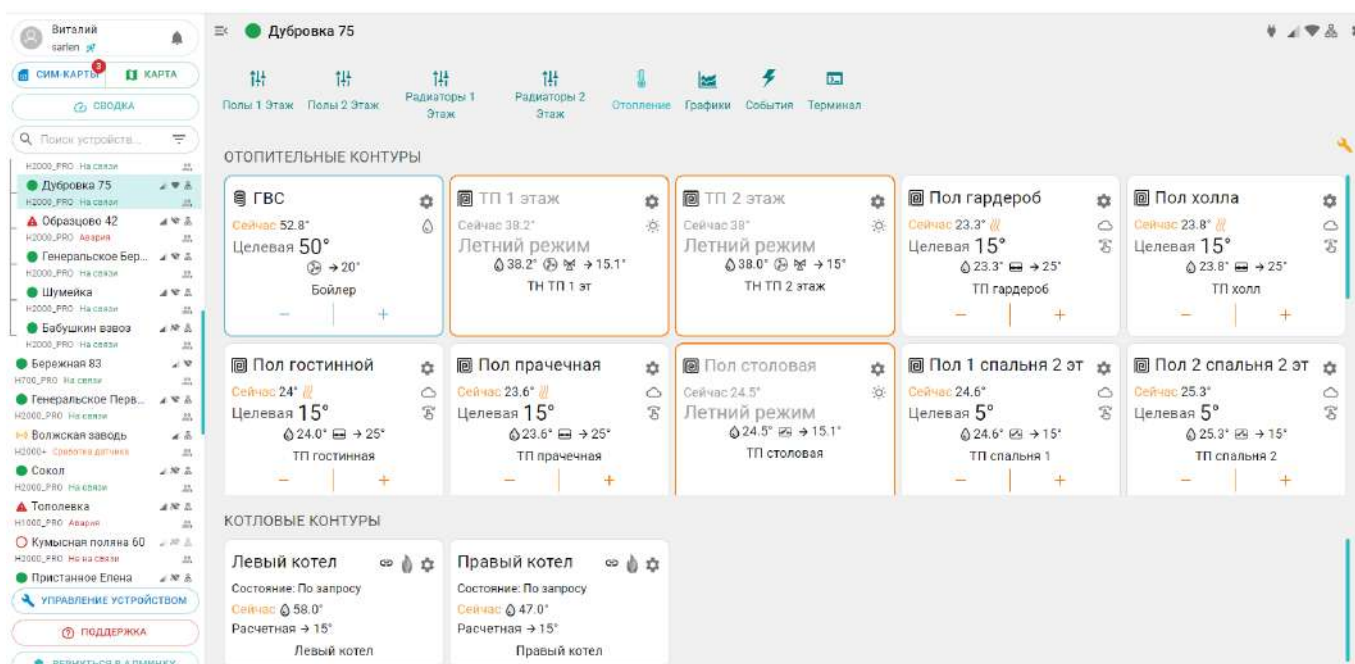 Виталий
sarlen
СИМ-КАРТЫ
3
КАРТА
СВОДКА
Поиск устройств...
H2000_PRO На связи
Дубровка 75
H2000_PRO На связи
Образцово 42
H2000_PRO Авария
Генеральское Бер...
H2000_PRO На связи
Шумейка
H2000_PRO На связи
Бабушкин взвоз
H2000_PRO На связи
Бережная 83
H700_PRO На связи
Генеральское Перв...
H2000_PRO На связи
Волжская заводь
H2000+ Сработка датчика
Сокол
H2000_PRO На связи
Тополевка
H1000_PRO Авария
Кумысная поляна 60
H2000_PRO Не на связи
Пристанное Елена
УПРАВЛЕНИЕ УСТРОЙСТВОМ
ПОДДЕРЖКА
ВЕРНУТЬСЯ В АДМИНКУ
Дубровка 75
Полы 1 Этаж
Полы 2 Этаж
Радиаторы 1
Этаж
Радиаторы 2
Этаж
Отопление
Графики
События
Терминал
ОТОПИТЕЛЬНЫЕ КОНТУРЫ
ГВС
Сейчас 52.8°
Целевая 50°
→ 20°
Бойлер
− +
ТП 1 этаж
Сейчас 38.2°
Летний режим
38.2° → 15.1°
ТН ТП 1 эт
ТП 2 этаж
Сейчас 38°
Летний режим
38.0° → 15°
ТН ТП 2 этаж
Пол гардероб
Сейчас 23.3°
Целевая 15°
23.3° → 25°
ТП гардероб
− +
Пол холла
Сейчас 23.8°
Целевая 15°
23.8° → 25°
ТП холл
− +
Пол гостинной
Сейчас 24°
Целевая 15°
24.0° → 25°
ТП гостинная
− +
Пол прачечная
Сейчас 23.6°
Целевая 15°
23.6° → 25°
ТП прачечная
− +
Пол столовая
Сейчас 24.5°
Летний режим
24.5° → 15.1°
ТП столовая
Пол 1 спальня 2 эт
Сейчас 24.6°
Целевая 5°
24.6° → 15°
ТП спальня 1
− +
Пол 2 спальня 2 эт
Сейчас 25.3°
Целевая 5°
25.3° → 15°
ТП спальня 2
− +
КОТЛОВЫЕ КОНТУРЫ
Левый котел
Состояние: По запросу
Сейчас 58.0°
Расчетная → 15°
Левый котел
Правый котел
Состояние: По запросу
Сейчас 47.0°
Расчетная → 15°
Правый котел